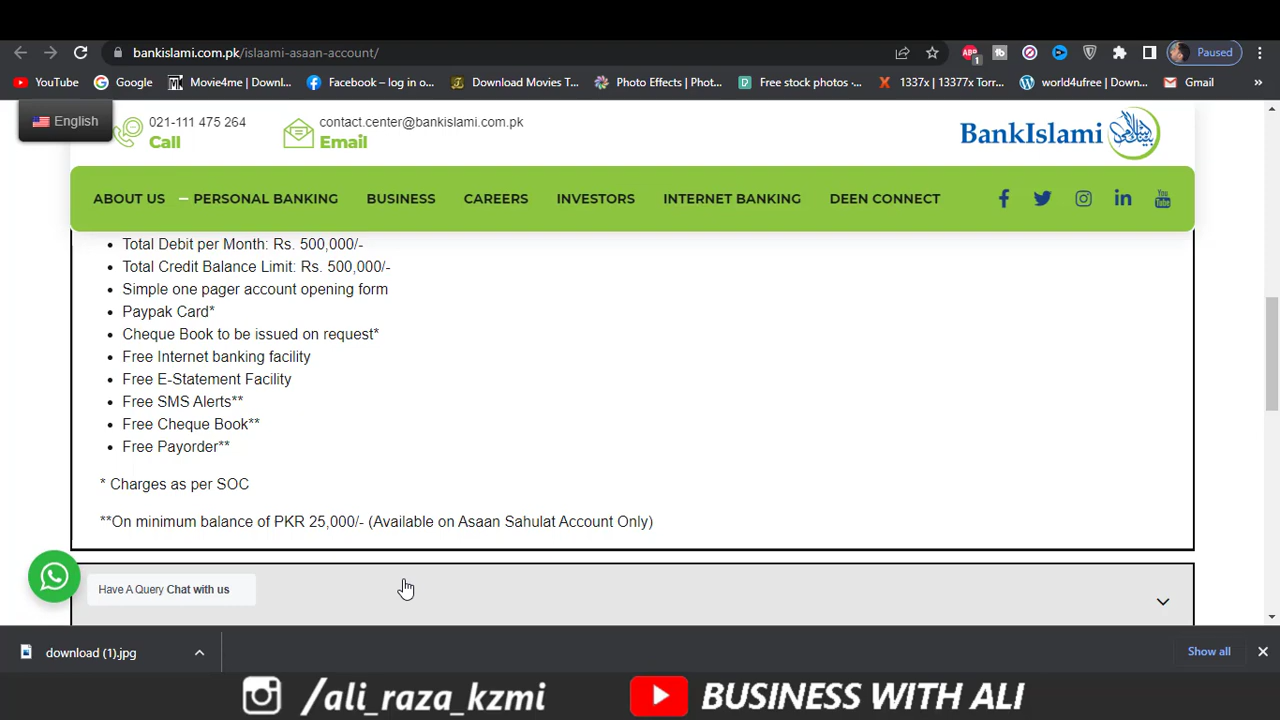 bankislami.com.pk/islaami-asaan-account/
Paused
YouTube
Google
Movie4me | Downl...
Facebook – log in o...
Download Movies T...
Photo Effects | Phot...
Free stock photos ·...
1337x | 13377x Torr...
world4ufree | Down...
Gmail
English
021-111 475 264
Call
contact.center@bankislami.com.pk
Email
BankIslami
ABOUT US
PERSONAL BANKING
BUSINESS
CAREERS
INVESTORS
INTERNET BANKING
DEEN CONNECT
Total Debit per Month: Rs. 500,000/-
Total Credit Balance Limit: Rs. 500,000/-
Simple one pager account opening form
Paypak Card*
Cheque Book to be issued on request*
Free Internet banking facility
Free E-Statement Facility
Free SMS Alerts**
Free Cheque Book**
Free Payorder**
* Charges as per SOC
**On minimum balance of PKR 25,000/- (Available on Asaan Sahulat Account Only)
Have A Query Chat with us
download (1).jpg
Show all
/ali_raza_kzmi
BUSINESS WITH ALI